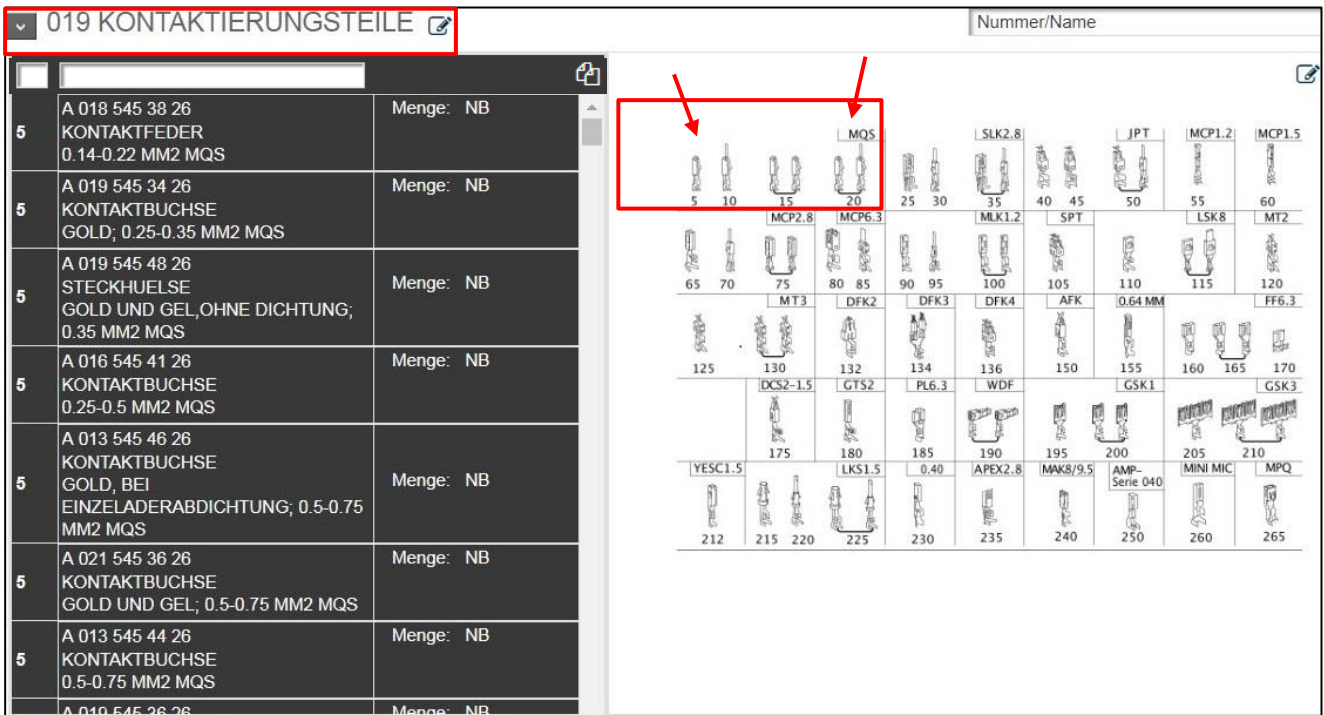 019 KONTAKTIERUNGSTEILE
Nummer/Name
5 A 018 545 38 26 Menge: NB
KONTAKTFEDER
0.14-0.22 MM2 MQS
5 A 019 545 34 26 Menge: NB
KONTAKTBUCHSE
GOLD; 0.25-0.35 MM2 MQS
5 A 019 545 48 26 Menge: NB
STECKHUELSE
GOLD UND GEL,OHNE DICHTUNG;
0.35 MM2 MQS
5 A 016 545 41 26 Menge: NB
KONTAKTBUCHSE
0.25-0.5 MM2 MQS
5 A 013 545 46 26 Menge: NB
KONTAKTBUCHSE
GOLD, BEI
EINZELADERABDICHTUNG; 0.5-0.75
MM2 MQS
5 A 021 545 36 26 Menge: NB
KONTAKTBUCHSE
GOLD UND GEL; 0.5-0.75 MM2 MQS
5 A 013 545 44 26 Menge: NB
KONTAKTBUCHSE
0.5-0.75 MM2 MQS
A 019 545 36 26 Menge: NB
MQS SLK2.8 JPT MCP1.2 MCP1.5
5 10 15 20 25 30 35 40 45 50 55 60
MCP2.8 MCP6.3 MLK1.2 SPT LSK8 MT2
65 70 75 80 85 90 95 100 105 110 115 120
MT3 DFK2 DFK3 DFK4 AFK 0.64 MM FF6.3
125 130 132 134 136 150 155 160 165 170
DCS2-1.5 GTS2 PL6.3 WDF GSK1 GSK3
175 180 185 190 195 200 205 210
YESC1.5 LKS1.5 0.40 APEX2.8 MAK8/9.5 AMP- MINI MIC MPQ
Serie 040
212 215 220 225 230 235 240 250 260 265